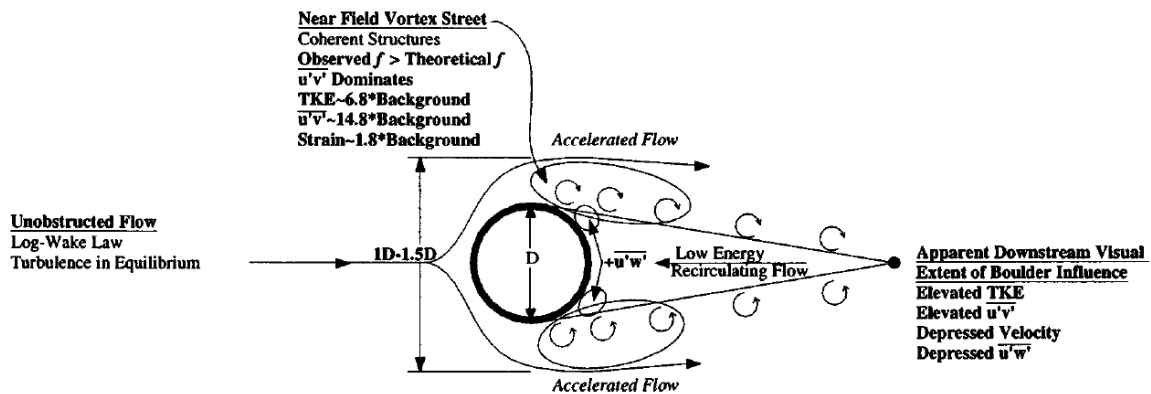 Near Field Vortex Street
Coherent Structures
Observed f > Theoretical f
u'v' Dominates
TKE~6.8*Background
u'v'~14.8*Background
Strain~1.8*Background
Accelerated Flow
Unobstructed Flow
Log-Wake Law
Turbulence in Equilibrium
1D-1.5D
D
+u'w'
Low Energy
Recirculating Flow
Apparent Downstream Visual
Extent of Boulder Influence
Elevated TKE
Elevated u'v'
Depressed Velocity
Depressed u'w'
Accelerated Flow